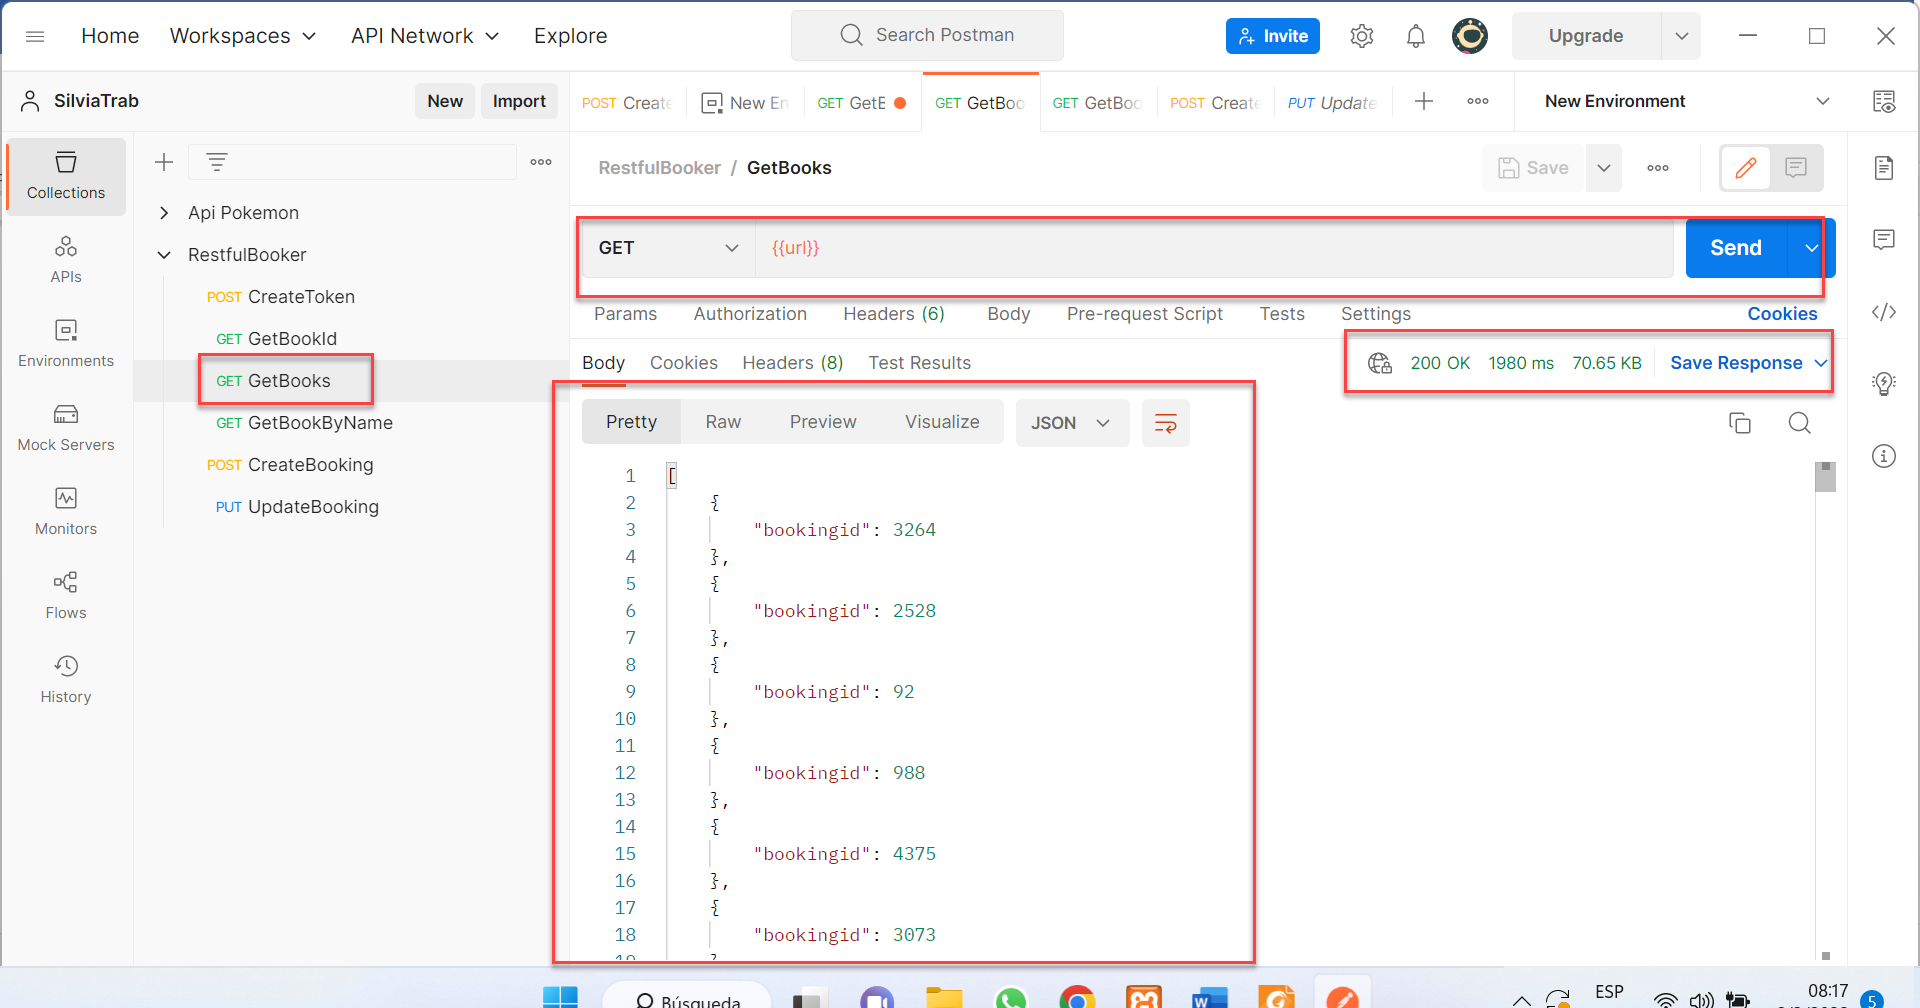 Home Workspaces API Network Explore Search Postman Invite Upgrade
SilviaTrab New Import
POST Create New En GET GetB GET GetBoo GET GetBoo POST Create PUT Update New Environment
RestfulBooker / GetBooks Save
Collections
APIs
Environments
Mock Servers
Monitors
Flows
History
Api Pokemon
RestfulBooker
POST CreateToken
GET GetBookId
GET GetBooks
GET GetBookByName
POST CreateBooking
PUT UpdateBooking
GET {{url}} Send
Params Authorization Headers (6) Body Pre-request Script Tests Settings Cookies
Body Cookies Headers (8) Test Results 200 OK 1980 ms 70.65 KB Save Response
Pretty Raw Preview Visualize JSON
1 [
2 {
3 "bookingid": 3264
4 },
5 {
6 "bookingid": 2528
7 },
8 {
9 "bookingid": 92
10 },
11 {
12 "bookingid": 988
13 },
14 {
15 "bookingid": 4375
16 },
17 {
18 "bookingid": 3073
Búsqueda ESP 08:17 5